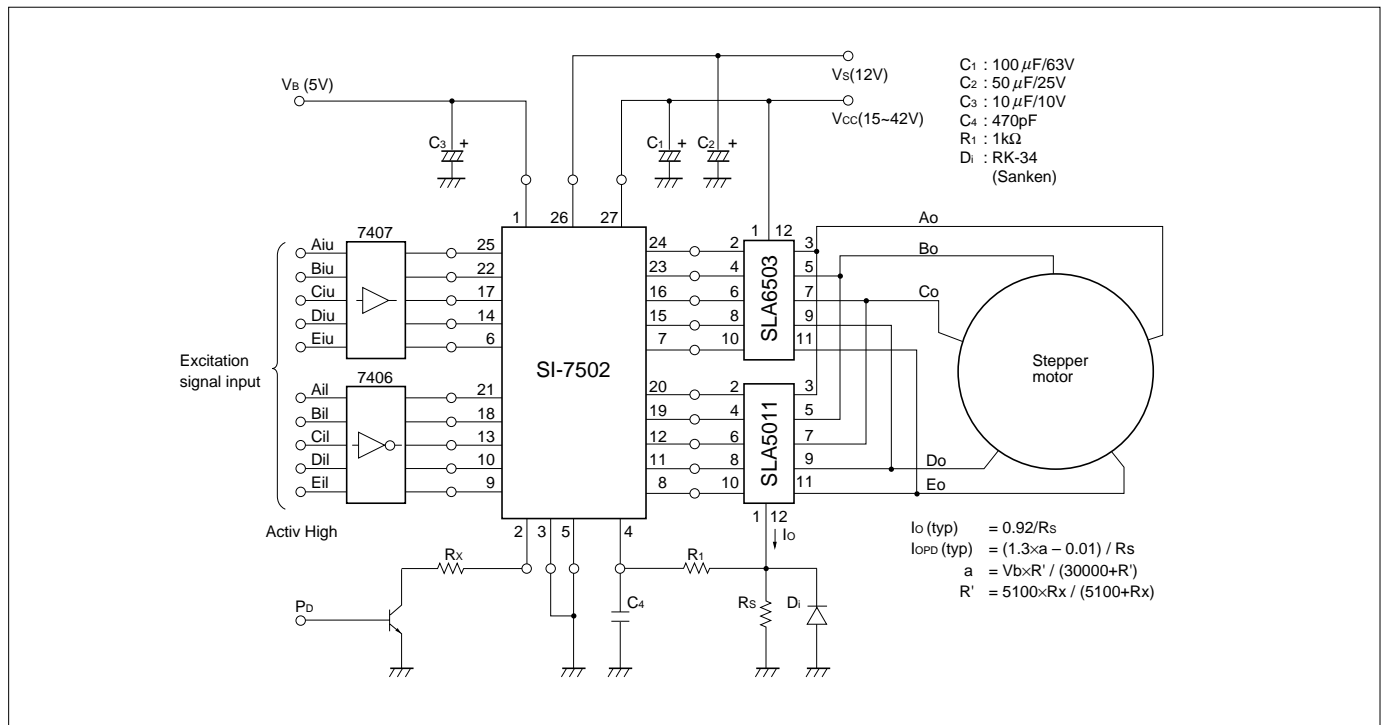 VB (5V)
VS(12V)
VCC(15~42V)
C1 : 100 μF/63V
C2 : 50 μF/25V
C3 : 10 μF/10V
C4 : 470pF
R1 : 1kΩ
Di : RK-34
(Sanken)
C3 +
C1 +
C2 +
1 26 27
7407
Aiu
Biu
Ciu
Diu
Eiu
25
22
17
14
6
Excitation
signal input
7406
Ail
Bil
Cil
Dil
Eil
21
18
13
10
9
Activ High
SI-7502
24
23
16
15
7
20
19
12
11
8
2 3 5 4
1 12
2
4
6
8
10
SLA6503
3
5
7
9
11
2
4
6
8
10
SLA5011
3
5
7
9
11
1 12
IO
Ao
Bo
Co
Do
Eo
Stepper
motor
RX
PD
C4
R1
RS
Di
IO (typ) = 0.92/RS
IOPD (typ) = (1.3×a – 0.01) / Rs
a = Vb×R' / (30000+R')
R' = 5100×Rx / (5100+Rx)